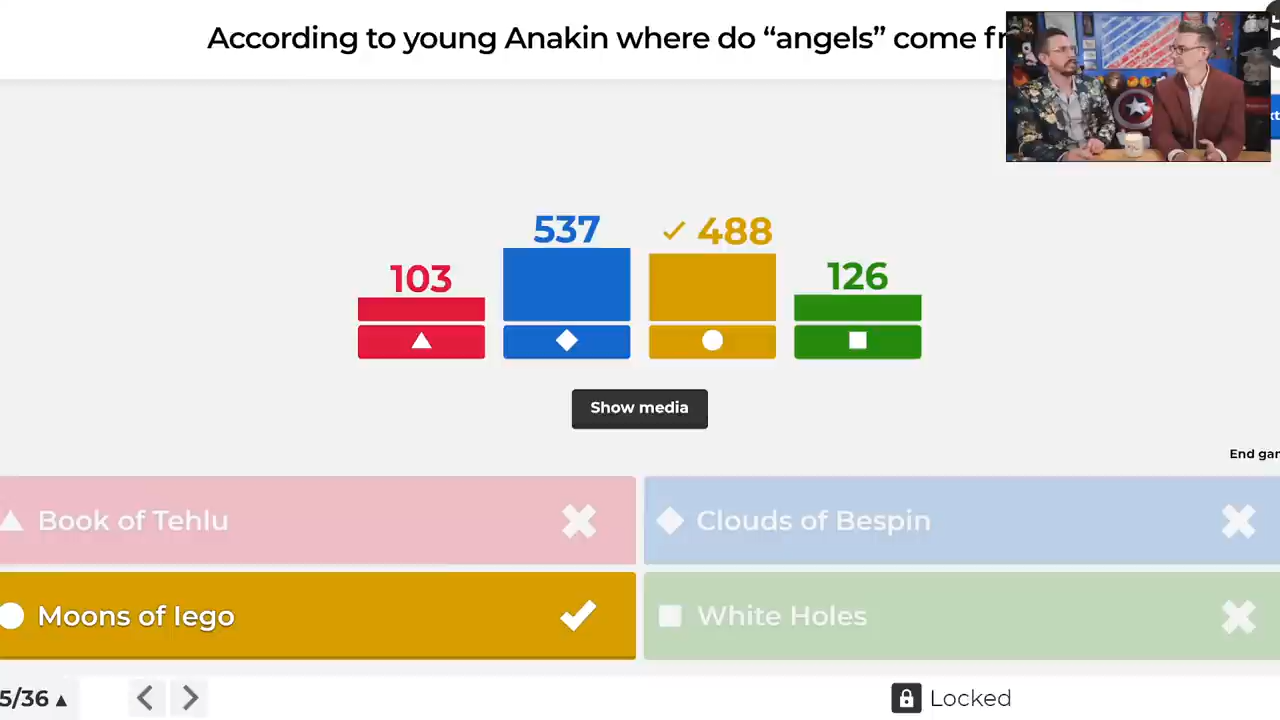 According to young Anakin where do “angels” come fr
537
✓ 488
103
126
Show media
End gar
Book of Tehlu
Clouds of Bespin
Moons of Iego
White Holes
5/36
Locked